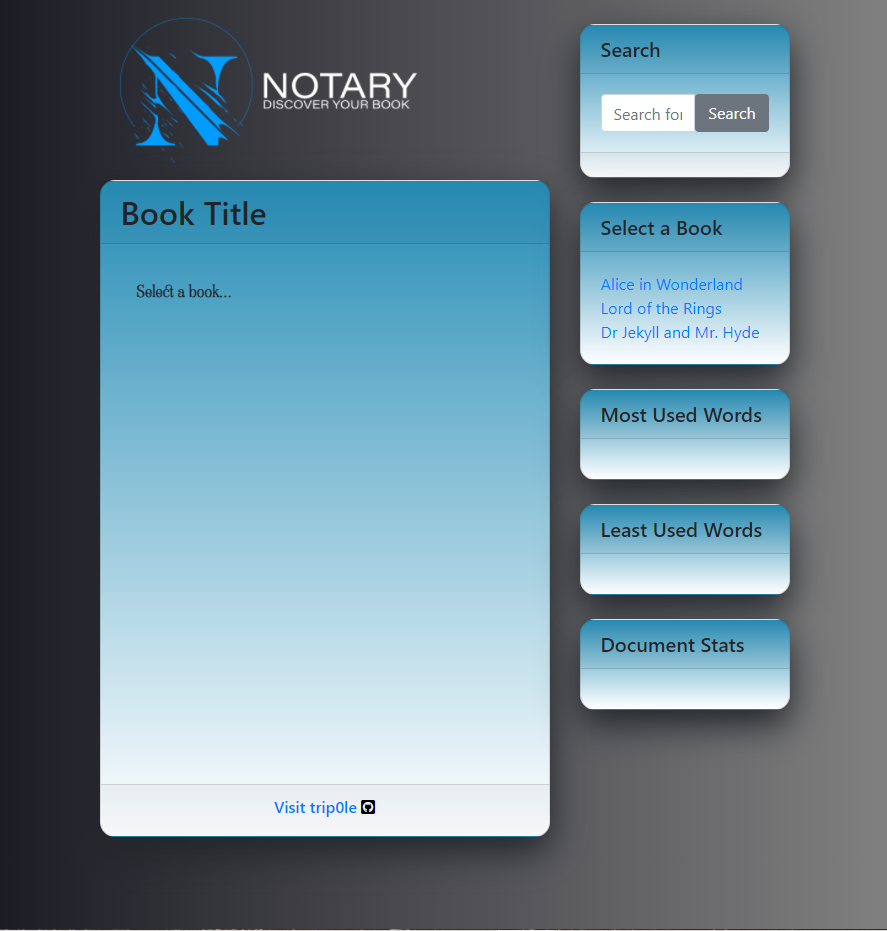 N
NOTARY
DISCOVER YOUR BOOK
Book Title
Select a book...
Visit trip0le
Search
Search for
Search
Select a Book
Alice in Wonderland
Lord of the Rings
Dr Jekyll and Mr. Hyde
Most Used Words
Least Used Words
Document Stats